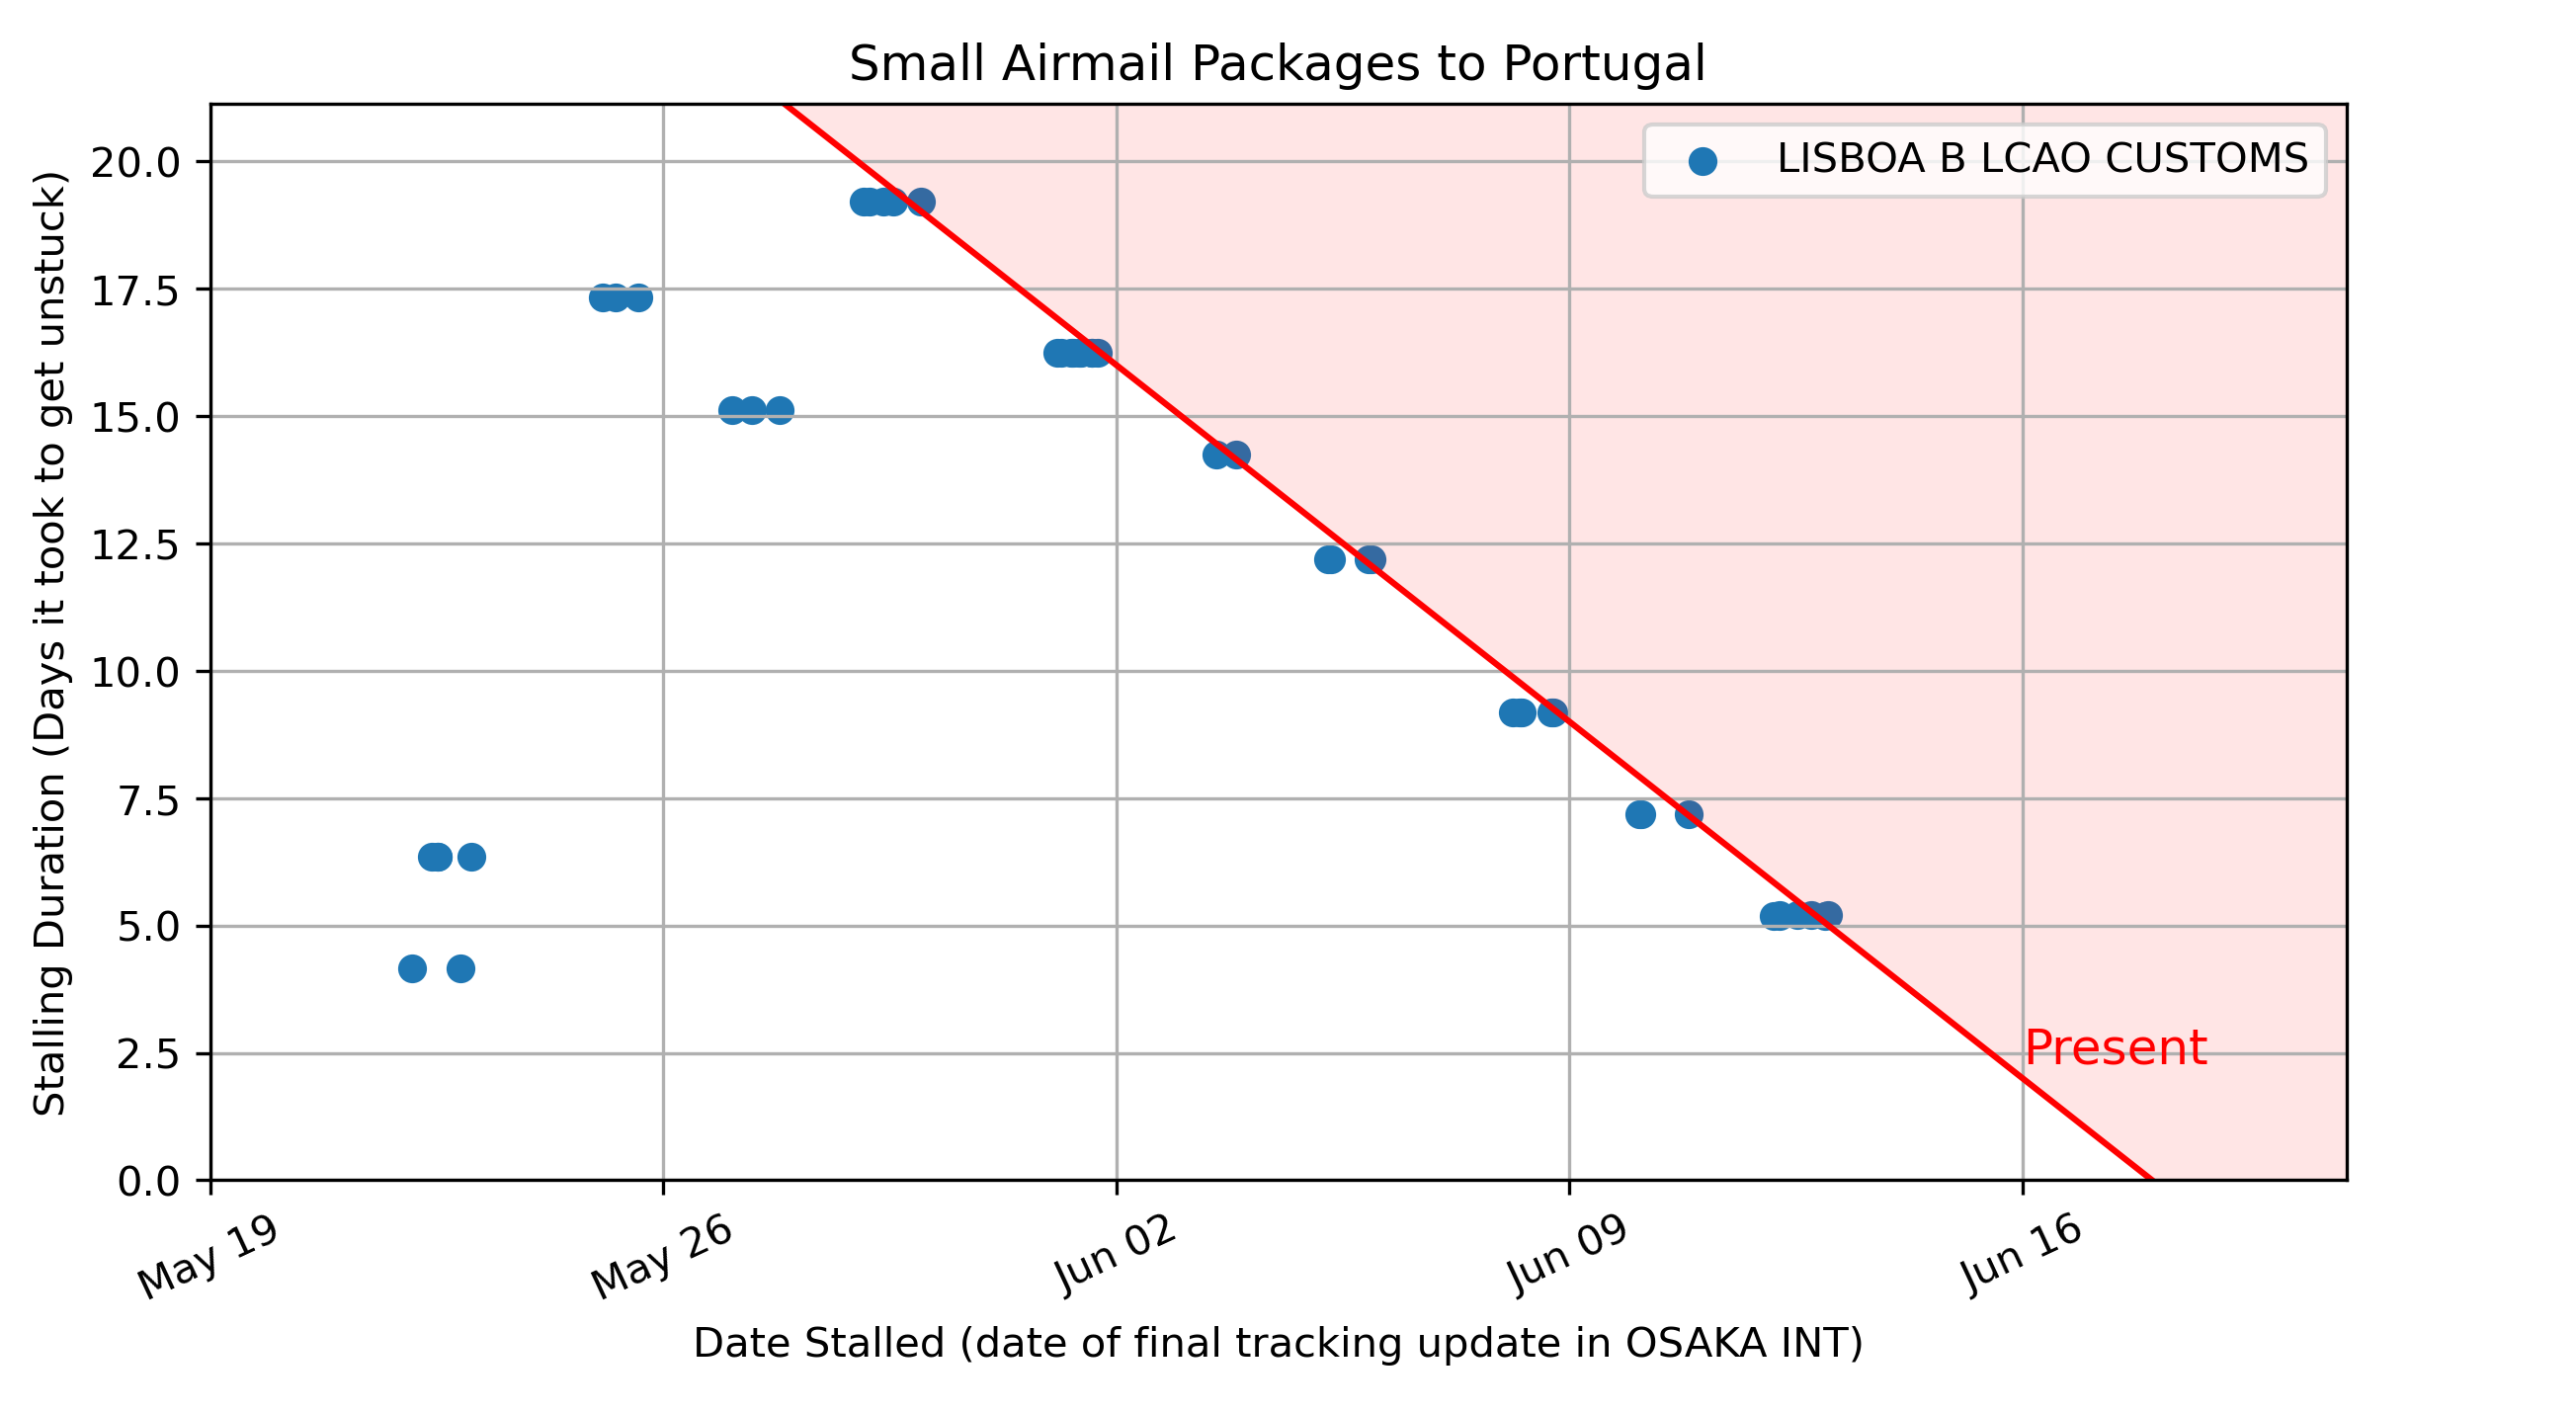 Small Airmail Packages to Portugal
LISBOA B LCAO CUSTOMS
Stalling Duration (Days it took to get unstuck)
20.0
17.5
15.0
12.5
10.0
7.5
5.0
2.5
0.0
Present
May 19
May 26
Jun 02
Jun 09
Jun 16
Date Stalled (date of final tracking update in OSAKA INT)